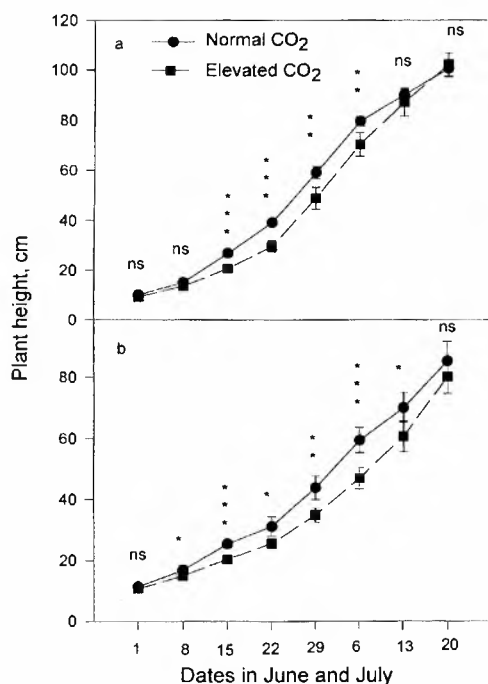 120
ns
a
Normal CO2
Elevated CO2
ns
100
* *
80
* *
60
* * *
40
* * *
ns
ns
20
0
ns
b
80
* * *
*
60
* *
40
* * *
*
ns
*
20
0
1 8 15 22 29 6 13 20
Dates in June and July
Plant height, cm